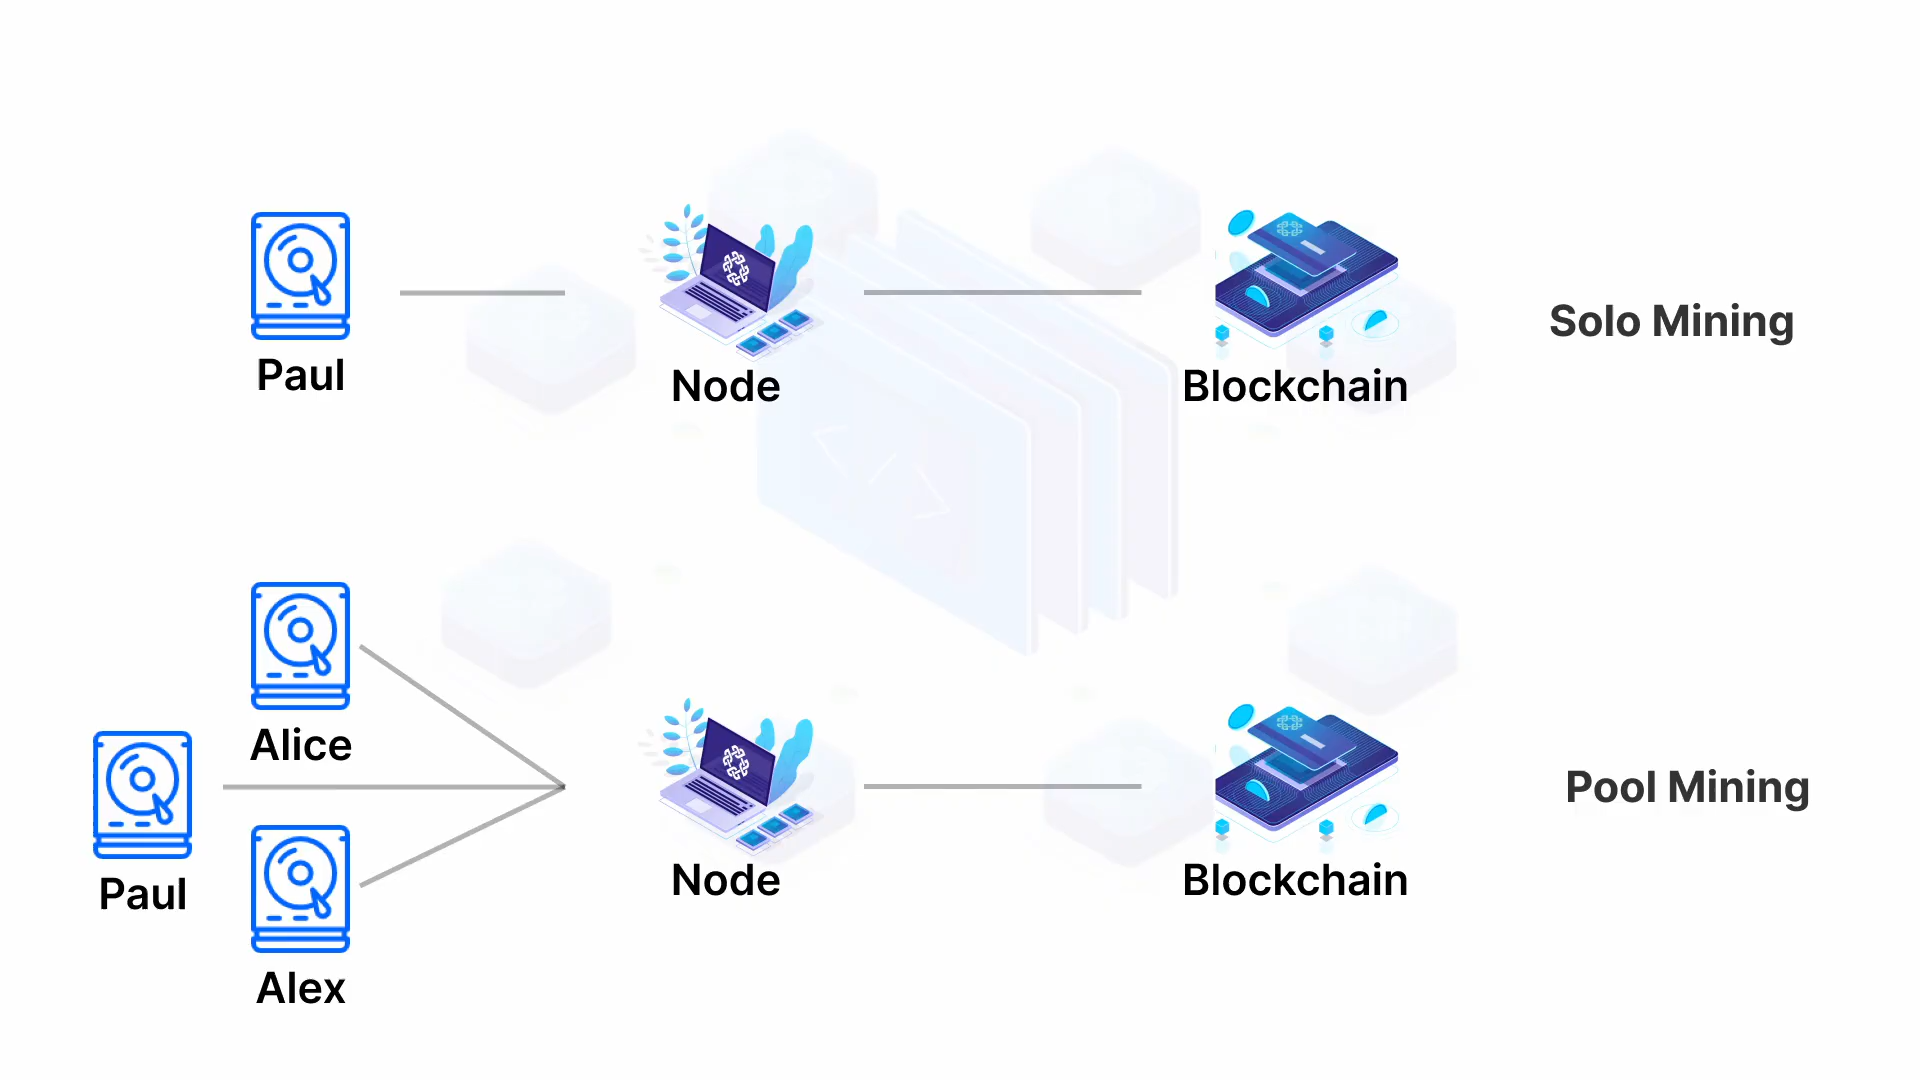 Paul
Node
Blockchain
Solo Mining
Alice
Paul
Alex
Node
Blockchain
Pool Mining